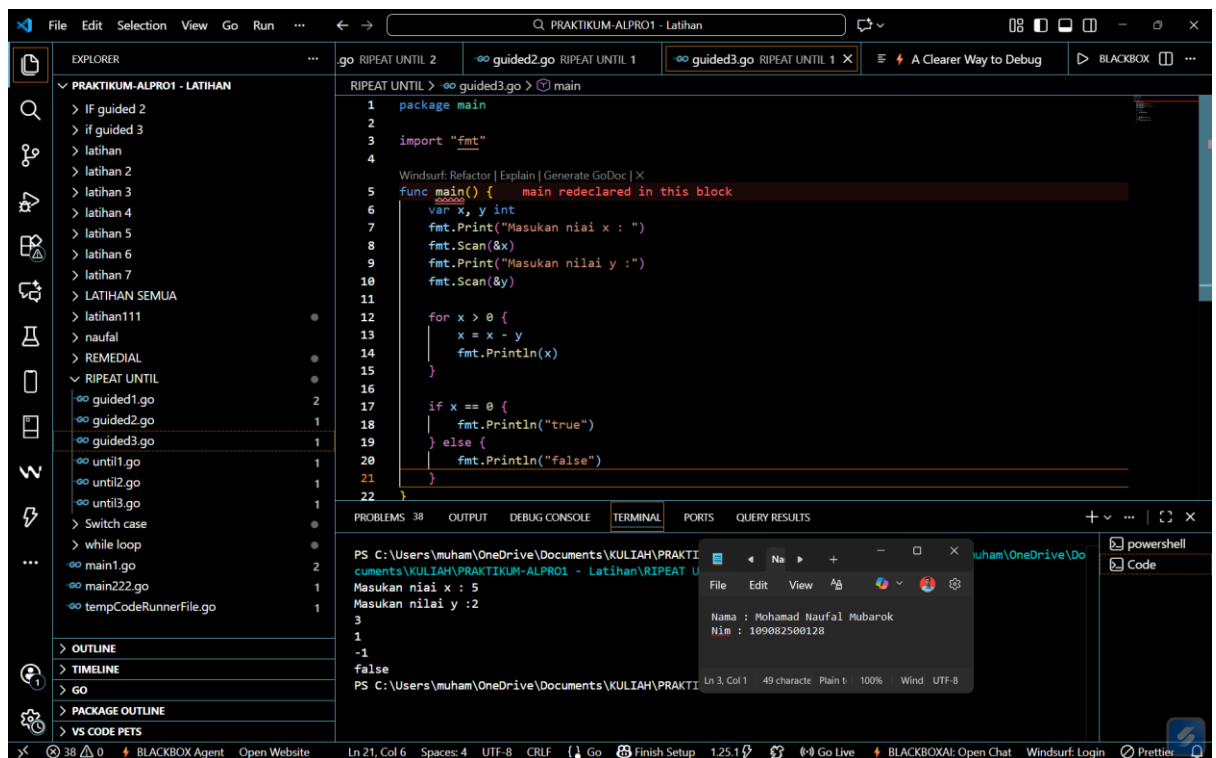 File Edit Selection View Go Run ···
PRAKTIKUM-ALPRO1 - Latihan
EXPLORER
PRAKTIKUM-ALPRO1 - LATIHAN
IF guided 2
if guided 3
latihan
latihan 2
latihan 3
latihan 4
latihan 5
latihan 6
latihan 7
LATIHAN SEMUA
latihan111
naufal
REMEDIAL
RIPEAT UNTIL
guided1.go 2
guided2.go 1
guided3.go 1
until1.go 1
until2.go 1
until3.go 1
Switch case
while loop
main1.go 2
main222.go 1
tempCodeRunnerFile.go 1
OUTLINE
TIMELINE
GO
PACKAGE OUTLINE
VS CODE PETS
.go RIPEAT UNTIL 2 guided2.go RIPEAT UNTIL 1 guided3.go RIPEAT UNTIL 1 A Clearer Way to Debug BLACKBOX
RIPEAT UNTIL > guided3.go > main
1 package main
2
3 import "fmt"
4
Windsurf: Refactor | Explain | Generate GoDoc | X
5 func main() { main redeclared in this block
6 var x, y int
7 fmt.Print("Masukan niai x : ")
8 fmt.Scan(&x)
9 fmt.Print("Masukan nilai y :")
10 fmt.Scan(&y)
11
12 for x > 0 {
13 x = x - y
14 fmt.Println(x)
15 }
16
17 if x == 0 {
18 fmt.Println("true")
19 } else {
20 fmt.Println("false")
21 }
22 }
PROBLEMS 38 OUTPUT DEBUG CONSOLE TERMINAL PORTS QUERY RESULTS
powershell
Code
PS C:\Users\muham\OneDrive\Documents\KULIAH\PRAKTI uham\OneDrive\Do
cuments\KULIAH\PRAKTIKUM-ALPRO1 - Latihan\RIPEAT U
Masukan niai x : 5
Masukan nilai y :2
3
1
-1
false
PS C:\Users\muham\OneDrive\Documents\KULIAH\PRAKTI
Na
File Edit View
Nama : Mohamad Naufal Mubarok
Nim : 109082500128
Ln 3, Col 1 49 characte Plain t 100% Wind UTF-8
38 0 BLACKBOX Agent Open Website Ln 21, Col 6 Spaces: 4 UTF-8 CRLF {} Go Finish Setup 1.25.1 Go Live BLACKBOXAI: Open Chat Windsurf: Login Prettier